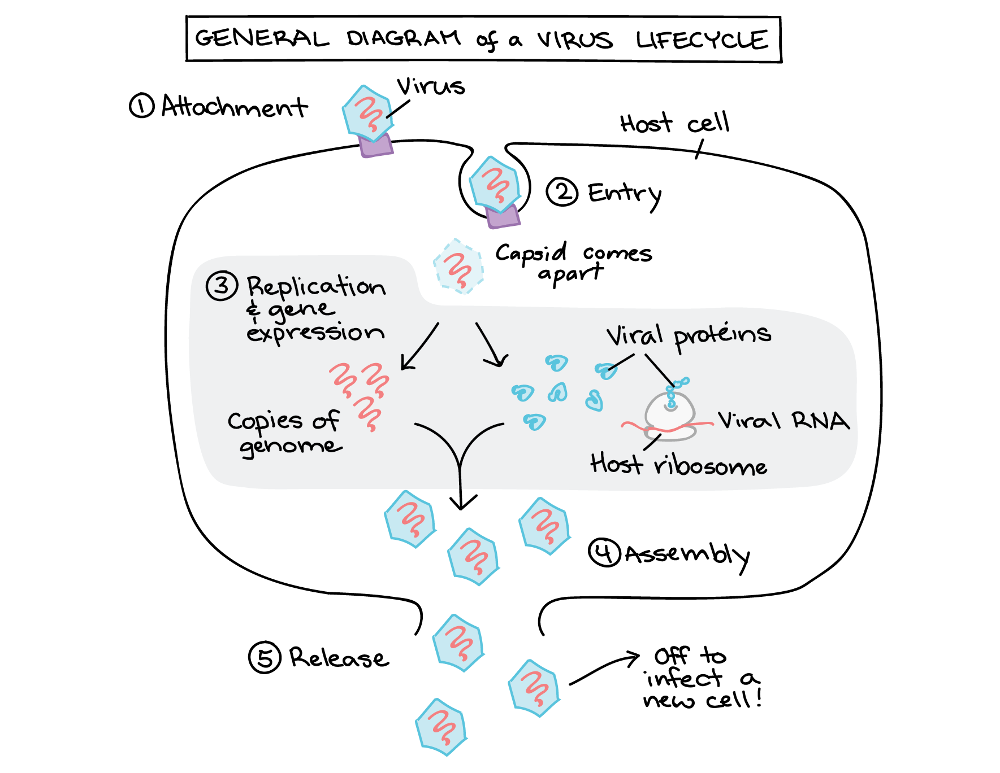 GENERAL DIAGRAM of a VIRUS LIFECYCLE
Virus
① Attachment
Host cell
② Entry
Capsid comes
apart
③ Replication
& gene
expression
Viral proteins
Copies of
genome
Viral RNA
Host ribosome
④ Assembly
⑤ Release
Off to
infect a
new cell!